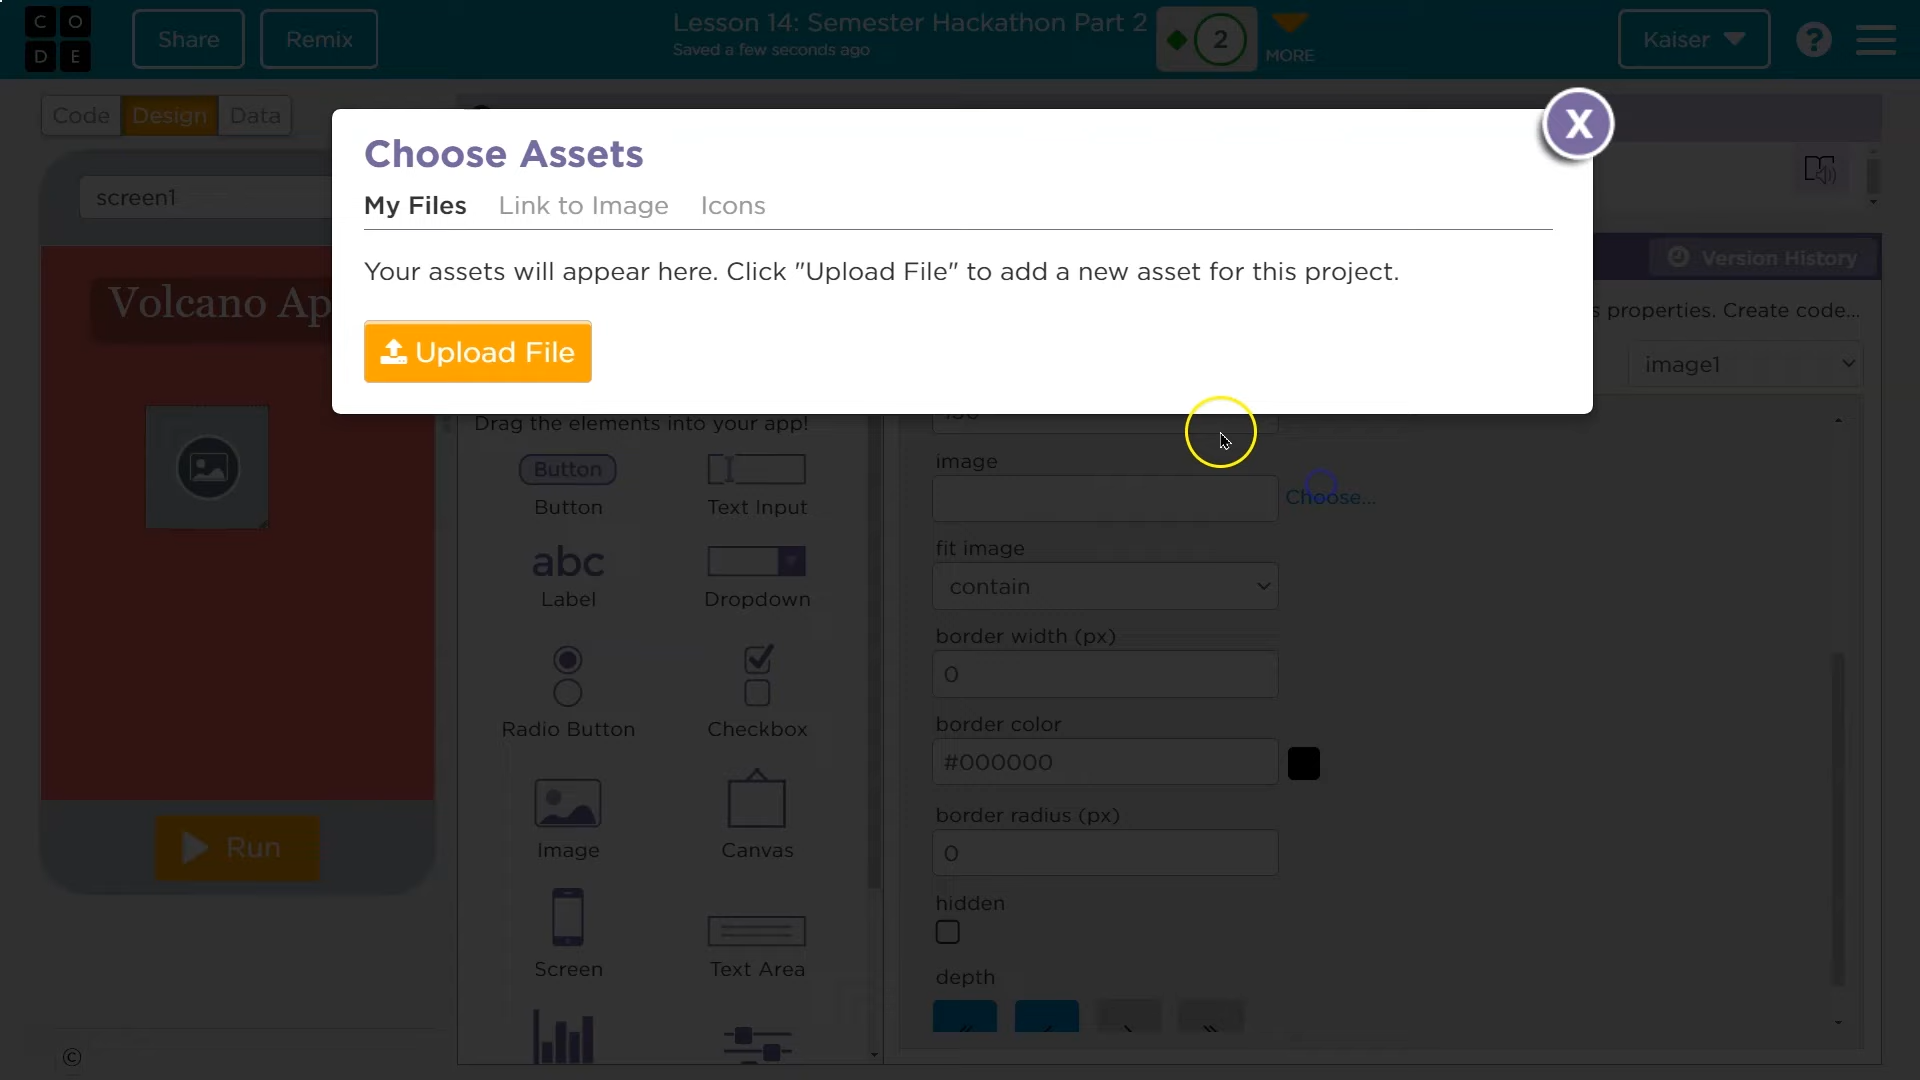 CODE
Share
Remix
Lesson 14: Semester Hackathon Part 2
Saved a few seconds ago
2
MORE
Kaiser
?
Code
Design
Data
X
Choose Assets
My Files
Link to Image
Icons
Your assets will appear here. Click "Upload File" to add a new asset for this project.
Upload File
screen1
Volcano Ap
Run
©
Version History
s properties. Create code...
image1
Drag the elements into your app!
Button
Button
Text Input
abc
Label
Dropdown
Radio Button
Checkbox
Image
Canvas
Screen
Text Area
image
Choose...
fit image
contain
border width (px)
0
border color
#000000
border radius (px)
0
hidden
depth